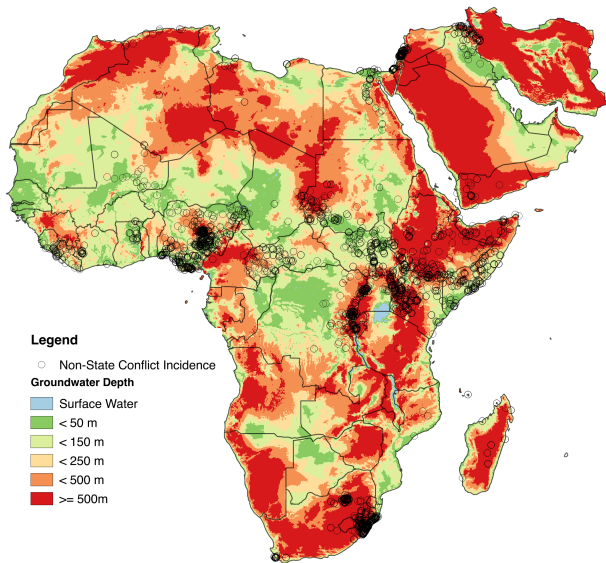 Legend
Non-State Conflict Incidence
Groundwater Depth
Surface Water
< 50 m
< 150 m
< 250 m
< 500 m
>= 500m